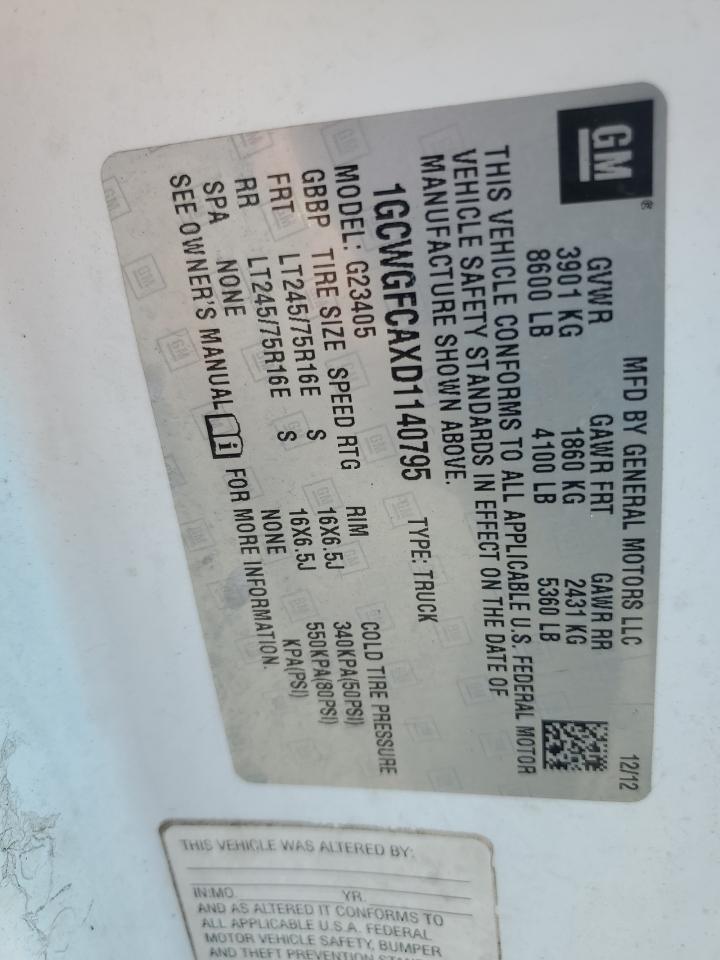 GM
MFD BY GENERAL MOTORS LLC 12/12
GVWR GAWR FRT GAWR RR
3901 KG 1860 KG 2431 KG
8600 LB 4100 LB 5360 LB
THIS VEHICLE CONFORMS TO ALL APPLICABLE U.S. FEDERAL MOTOR
VEHICLE SAFETY STANDARDS IN EFFECT ON THE DATE OF
MANUFACTURE SHOWN ABOVE.
1GCWGFCAXD1140795 TYPE: TRUCK
MODEL: G23405
GBBP TIRE SIZE SPEED RTG RIM COLD TIRE PRESSURE
FRT LT245/75R16E S 16X6.5J 340KPA(50PSI)
RR LT245/75R16E S 16X6.5J 550KPA(80PSI)
SPA NONE NONE KPA(PSI)
SEE OWNER'S MANUAL i FOR MORE INFORMATION.
THIS VEHICLE WAS ALTERED BY:
IN:MO. YR.
AND AS ALTERED IT CONFORMS TO
ALL APPLICABLE U.S.A. FEDERAL
MOTOR VEHICLE SAFETY, BUMPER
AND THEFT PREVENTION